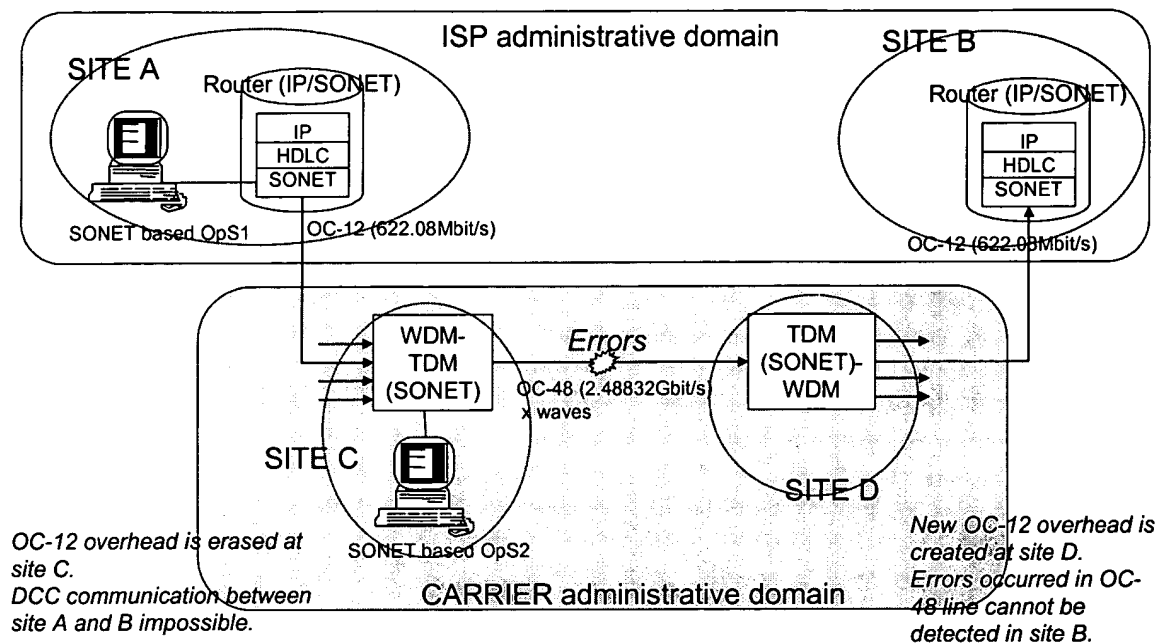 ISP administrative domain
SITE A
Router (IP/SONET)
IP
HDLC
SONET
SONET based OpS1
OC-12 (622.08Mbit/s)
SITE B
Router (IP/SONET)
IP
HDLC
SONET
OC-12 (622.08Mbit/s)
WDM-
TDM
(SONET)
Errors
OC-48 (2.48832Gbit/s)
x waves
TDM
(SONET)-
WDM
SITE C
SONET based OpS2
SITE D
CARRIER administrative domain
OC-12 overhead is erased at
site C.
DCC communication between
site A and B impossible.
New OC-12 overhead is
created at site D.
Errors occurred in OC-
48 line cannot be
detected in site B.